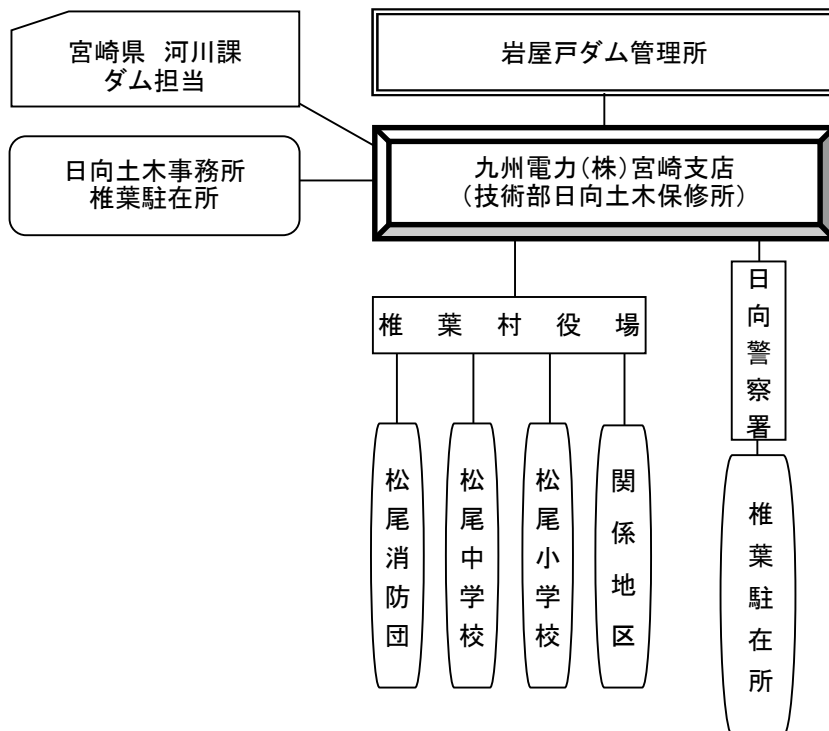 宮崎県 河川課
ダム担当
岩屋戸ダム管理所
日向土木事務所
椎葉駐在所
九州電力(株)宮崎支店
(技術部日向土木保修所)
椎葉村役場
日向警察署
松尾消防団
松尾中学校
松尾小学校
関係地区
椎葉駐在所